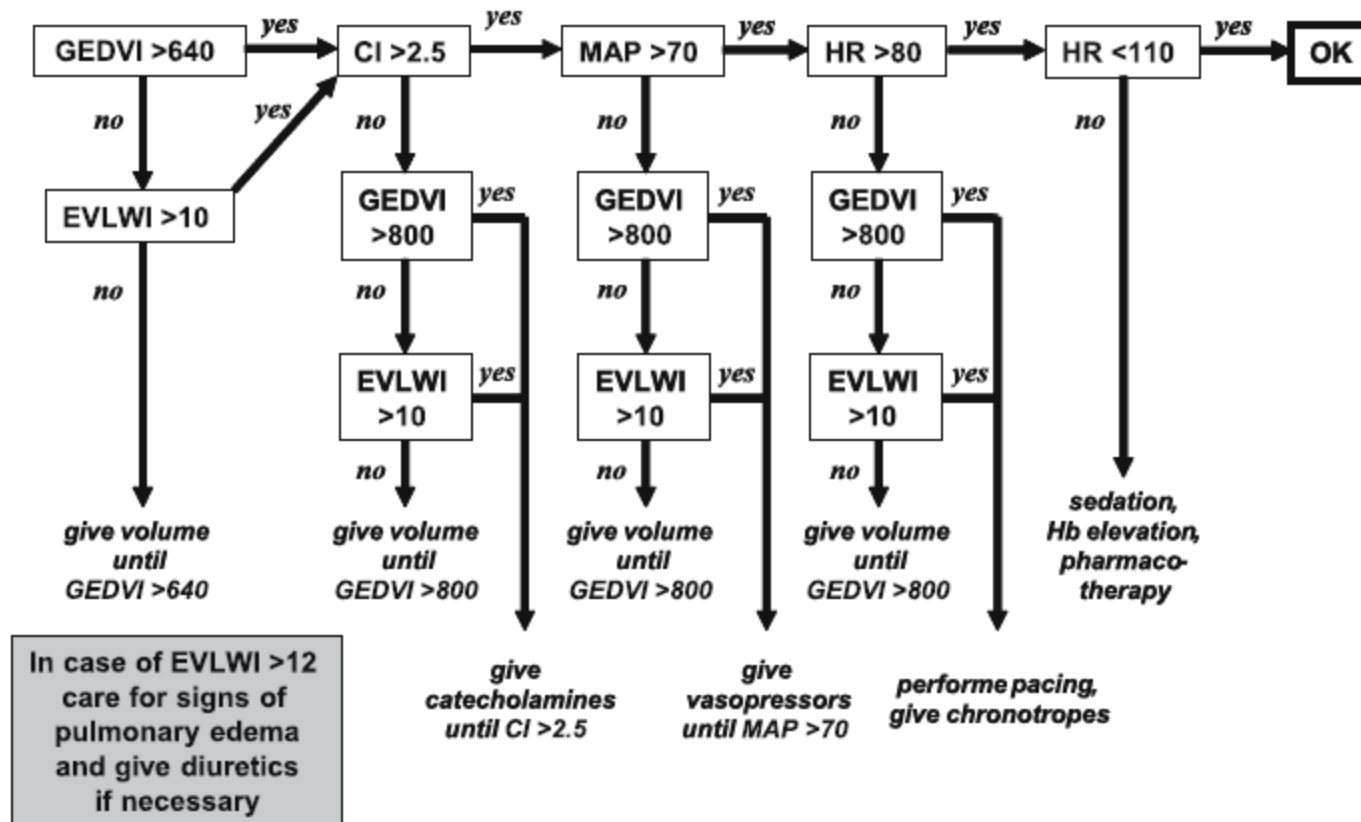 GEDVI >640
yes
CI >2.5
yes
MAP >70
yes
HR >80
yes
HR <110
yes
OK
no
yes
no
no
no
no
EVLWI >10
no
GEDVI
>800
yes
no
EVLWI
>10
yes
no
GEDVI
>800
yes
no
EVLWI
>10
yes
no
GEDVI
>800
yes
no
EVLWI
>10
yes
no
give volume
until
GEDVI >640
give volume
until
GEDVI >800
give volume
until
GEDVI >800
give volume
until
GEDVI >800
sedation,
Hb elevation,
pharmaco-
therapy
give
catecholamines
until CI >2.5
give
vasopressors
until MAP >70
performe pacing,
give chronotropes
In case of EVLWI >12
care for signs of
pulmonary edema
and give diuretics
if necessary